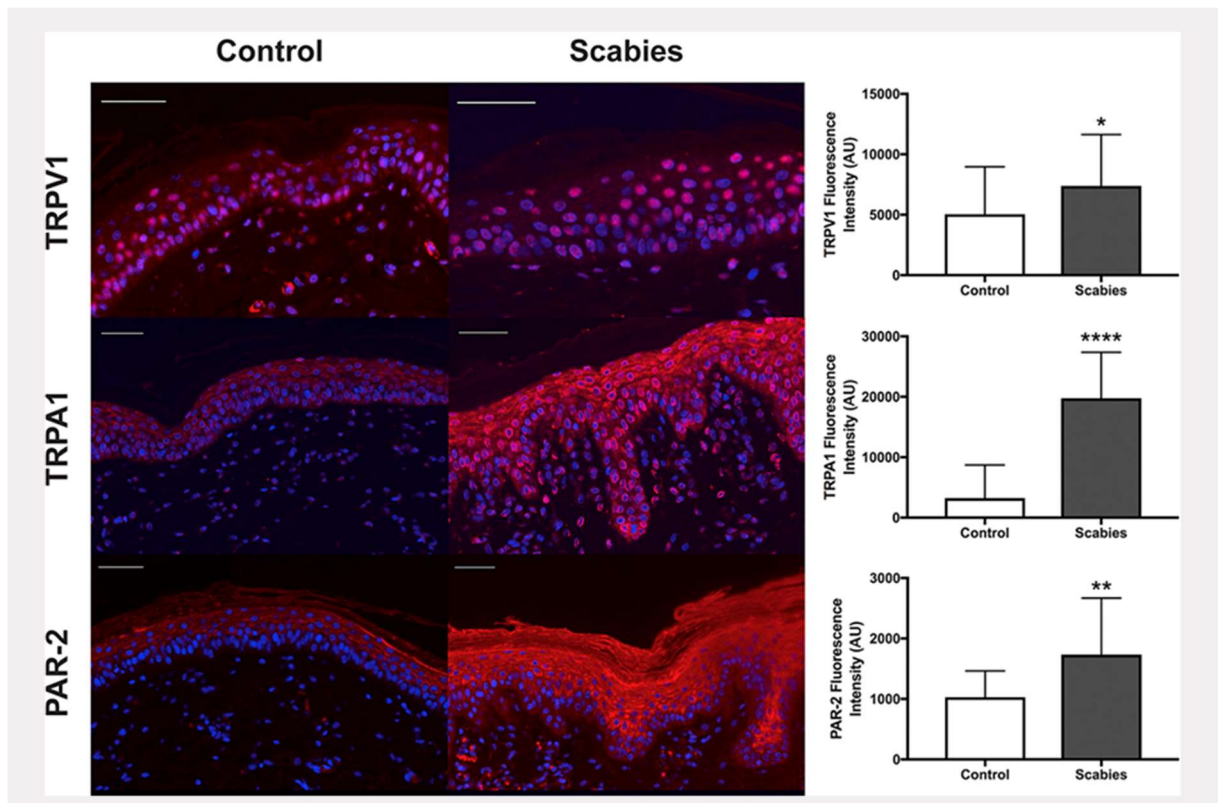 Control
Scabies
TRPV1
TRPV1 Fluorescence
Intensity (AU)
15000
10000
5000
0
*
Control
Scabies
TRPA1
TRPA1 Fluorescence
Intensity (AU)
30000
20000
10000
0
****
Control
Scabies
PAR-2
PAR-2 Fluorescence
Intensity (AU)
3000
2000
1000
0
**
Control
Scabies